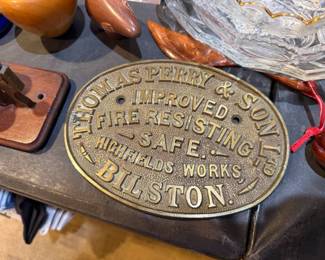 THOMAS PERRY & SON LTD
IMPROVED
FIRE RESISTING
SAFE.
HIGHFIELDS WORKS,
BILSTON.